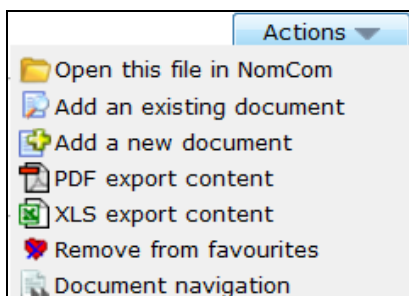 Actions
Open this file in NomCom
Add an existing document
Add a new document
PDF export content
XLS export content
Remove from favourites
Document navigation